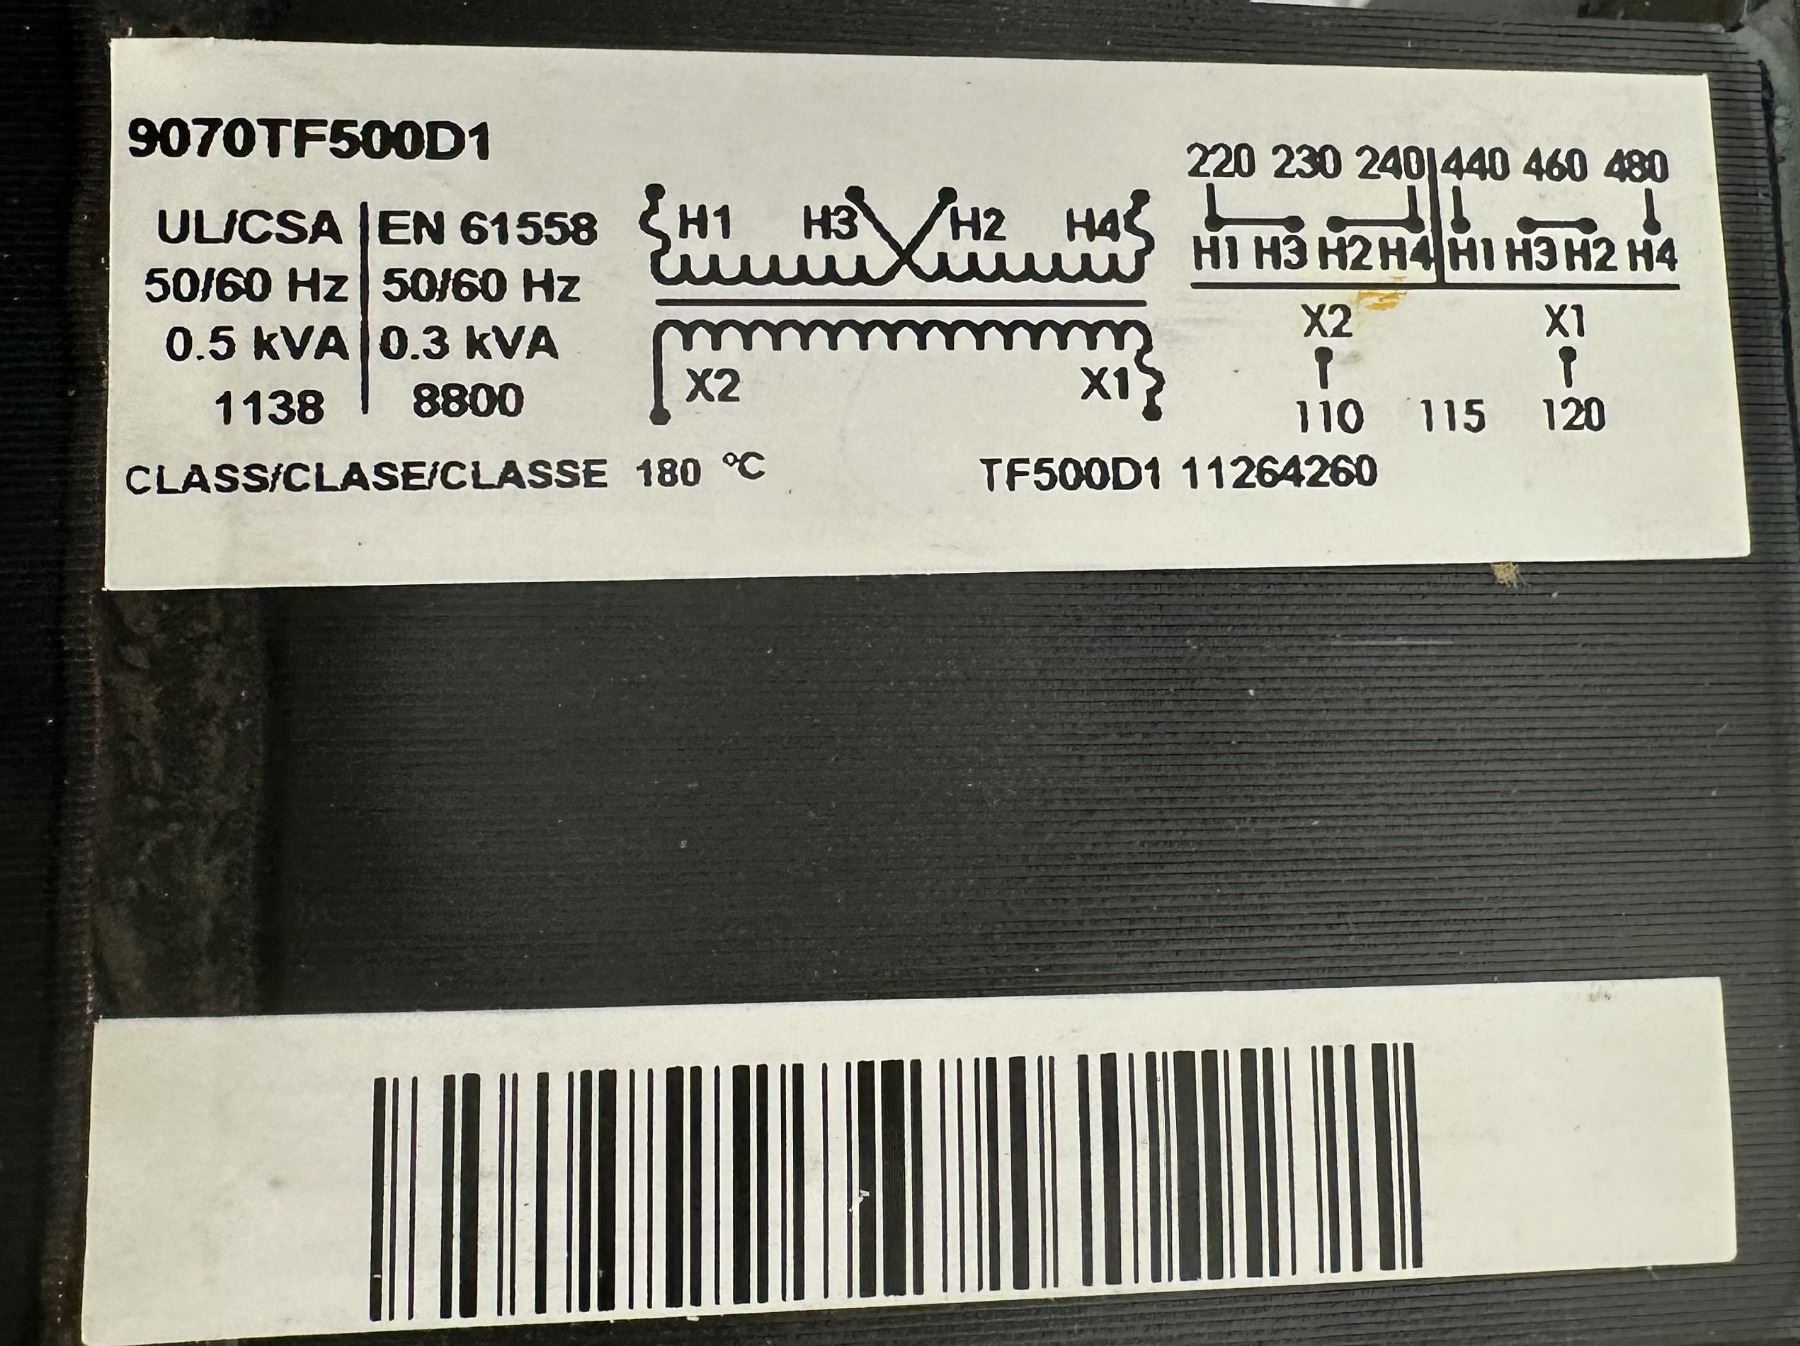 9070TF500D1
UL/CSA EN 61558
50/60 Hz 50/60 Hz
0.5 kVA 0.3 kVA
1138 8800
CLASS/CLASE/CLASSE 180 °C
H1 H3 H2 H4
X2 X1
220 230 240 440 460 480
H1 H3 H2 H4 H1 H3 H2 H4
X2 X1
110 115 120
TF500D1 11264260